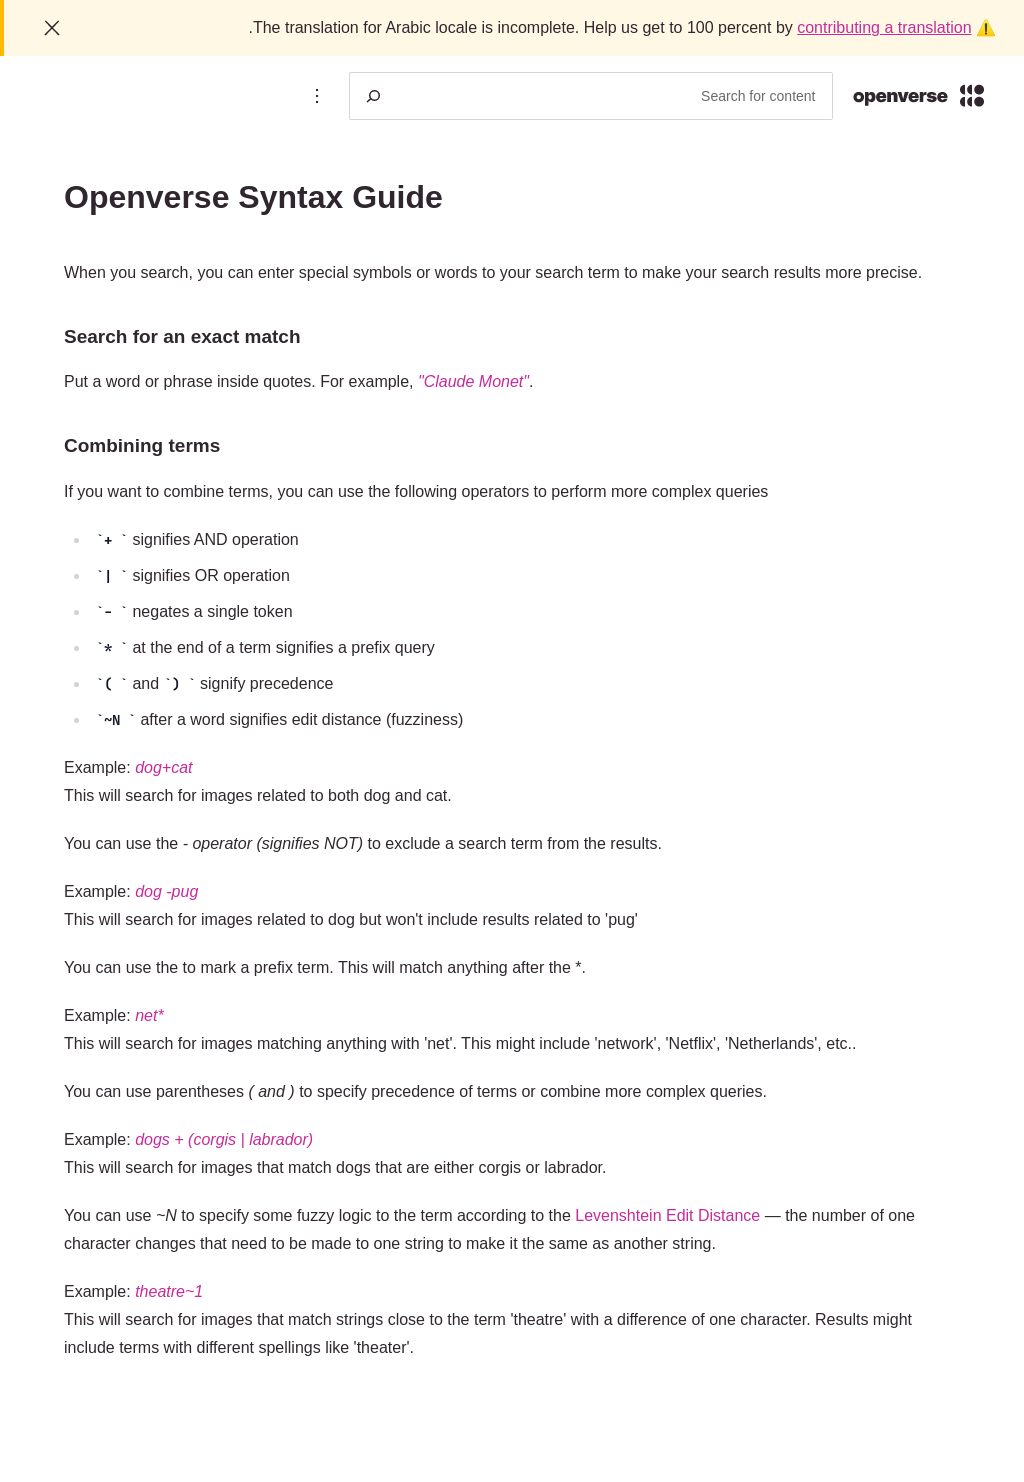 .The translation for Arabic locale is incomplete. Help us get to 100 percent by contributing a translation ⚠️
Search for content
openverse
Openverse Syntax Guide
When you search, you can enter special symbols or words to your search term to make your search results more precise.
Search for an exact match
Put a word or phrase inside quotes. For example, "Claude Monet".
Combining terms
If you want to combine terms, you can use the following operators to perform more complex queries
`+ ` signifies AND operation
`| ` signifies OR operation
`- ` negates a single token
`* ` at the end of a term signifies a prefix query
`( ` and `) ` signify precedence
`~N ` after a word signifies edit distance (fuzziness)
Example: dog+cat
This will search for images related to both dog and cat.
You can use the - operator (signifies NOT) to exclude a search term from the results.
Example: dog -pug
This will search for images related to dog but won't include results related to 'pug'
You can use the to mark a prefix term. This will match anything after the *.
Example: net*
This will search for images matching anything with 'net'. This might include 'network', 'Netflix', 'Netherlands', etc..
You can use parentheses ( and ) to specify precedence of terms or combine more complex queries.
Example: dogs + (corgis | labrador)
This will search for images that match dogs that are either corgis or labrador.
You can use ~N to specify some fuzzy logic to the term according to the Levenshtein Edit Distance — the number of one
character changes that need to be made to one string to make it the same as another string.
Example: theatre~1
This will search for images that match strings close to the term 'theatre' with a difference of one character. Results might
include terms with different spellings like 'theater'.